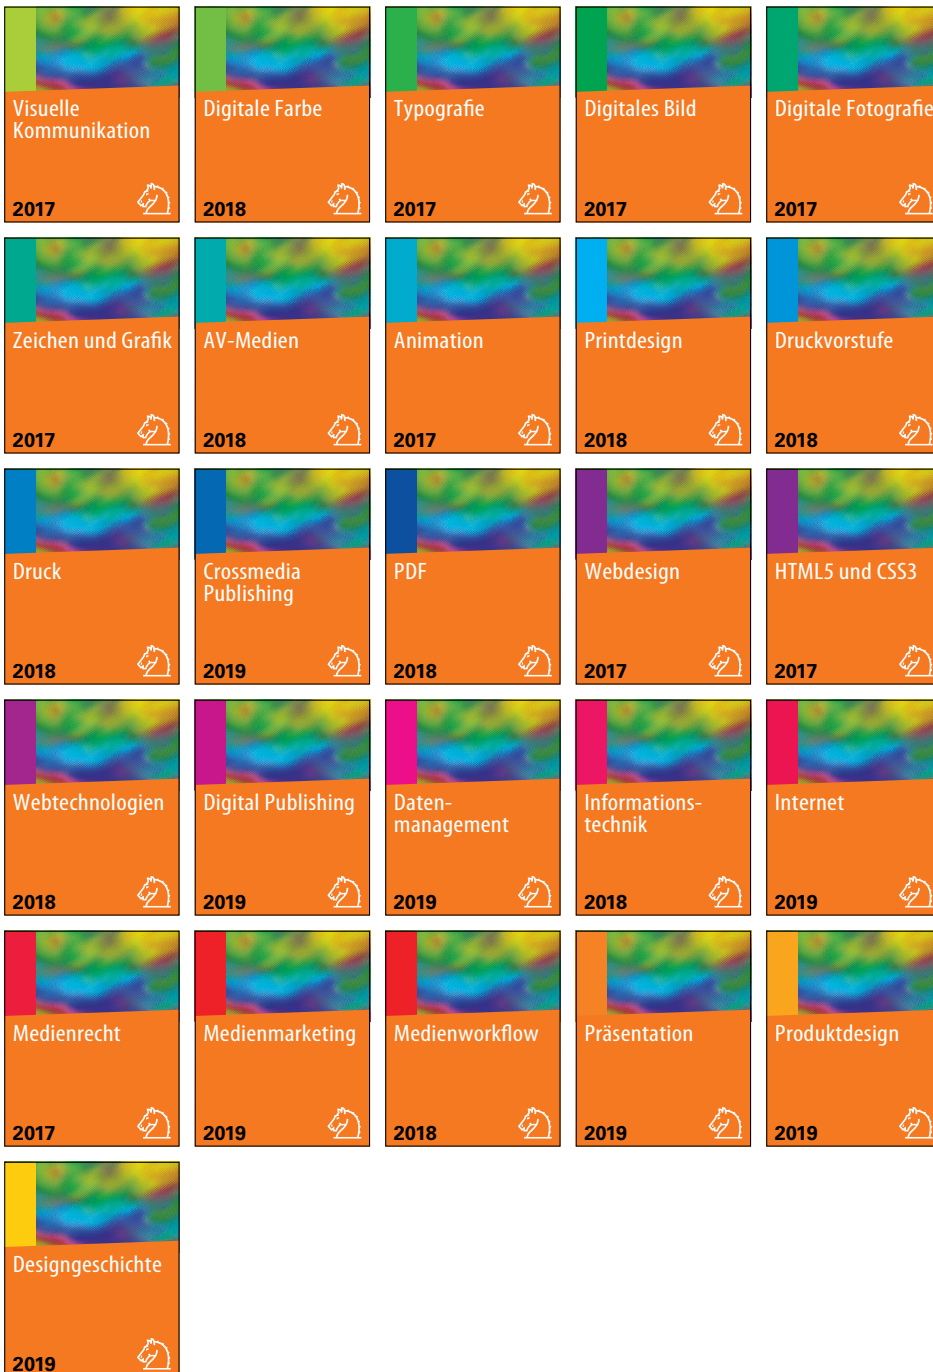 Visuelle
Kommunikation
2017
Digitale Farbe
2018
Typografie
2017
Digitales Bild
2017
Digitale Fotografie
2017
Zeichen und Grafik
2017
AV-Medien
2018
Animation
2017
Printdesign
2018
Druckvorstufe
2018
Druck
2018
Crossmedia
Publishing
2019
PDF
2018
Webdesign
2017
HTML5 und CSS3
2017
Webtechnologien
2018
Digital Publishing
2019
Daten-
management
2019
Informations-
technik
2018
Internet
2019
Medienrecht
2017
Medienmarketing
2019
Medienworkflow
2018
Präsentation
2019
Produktdesign
2019
Designgeschichte
2019